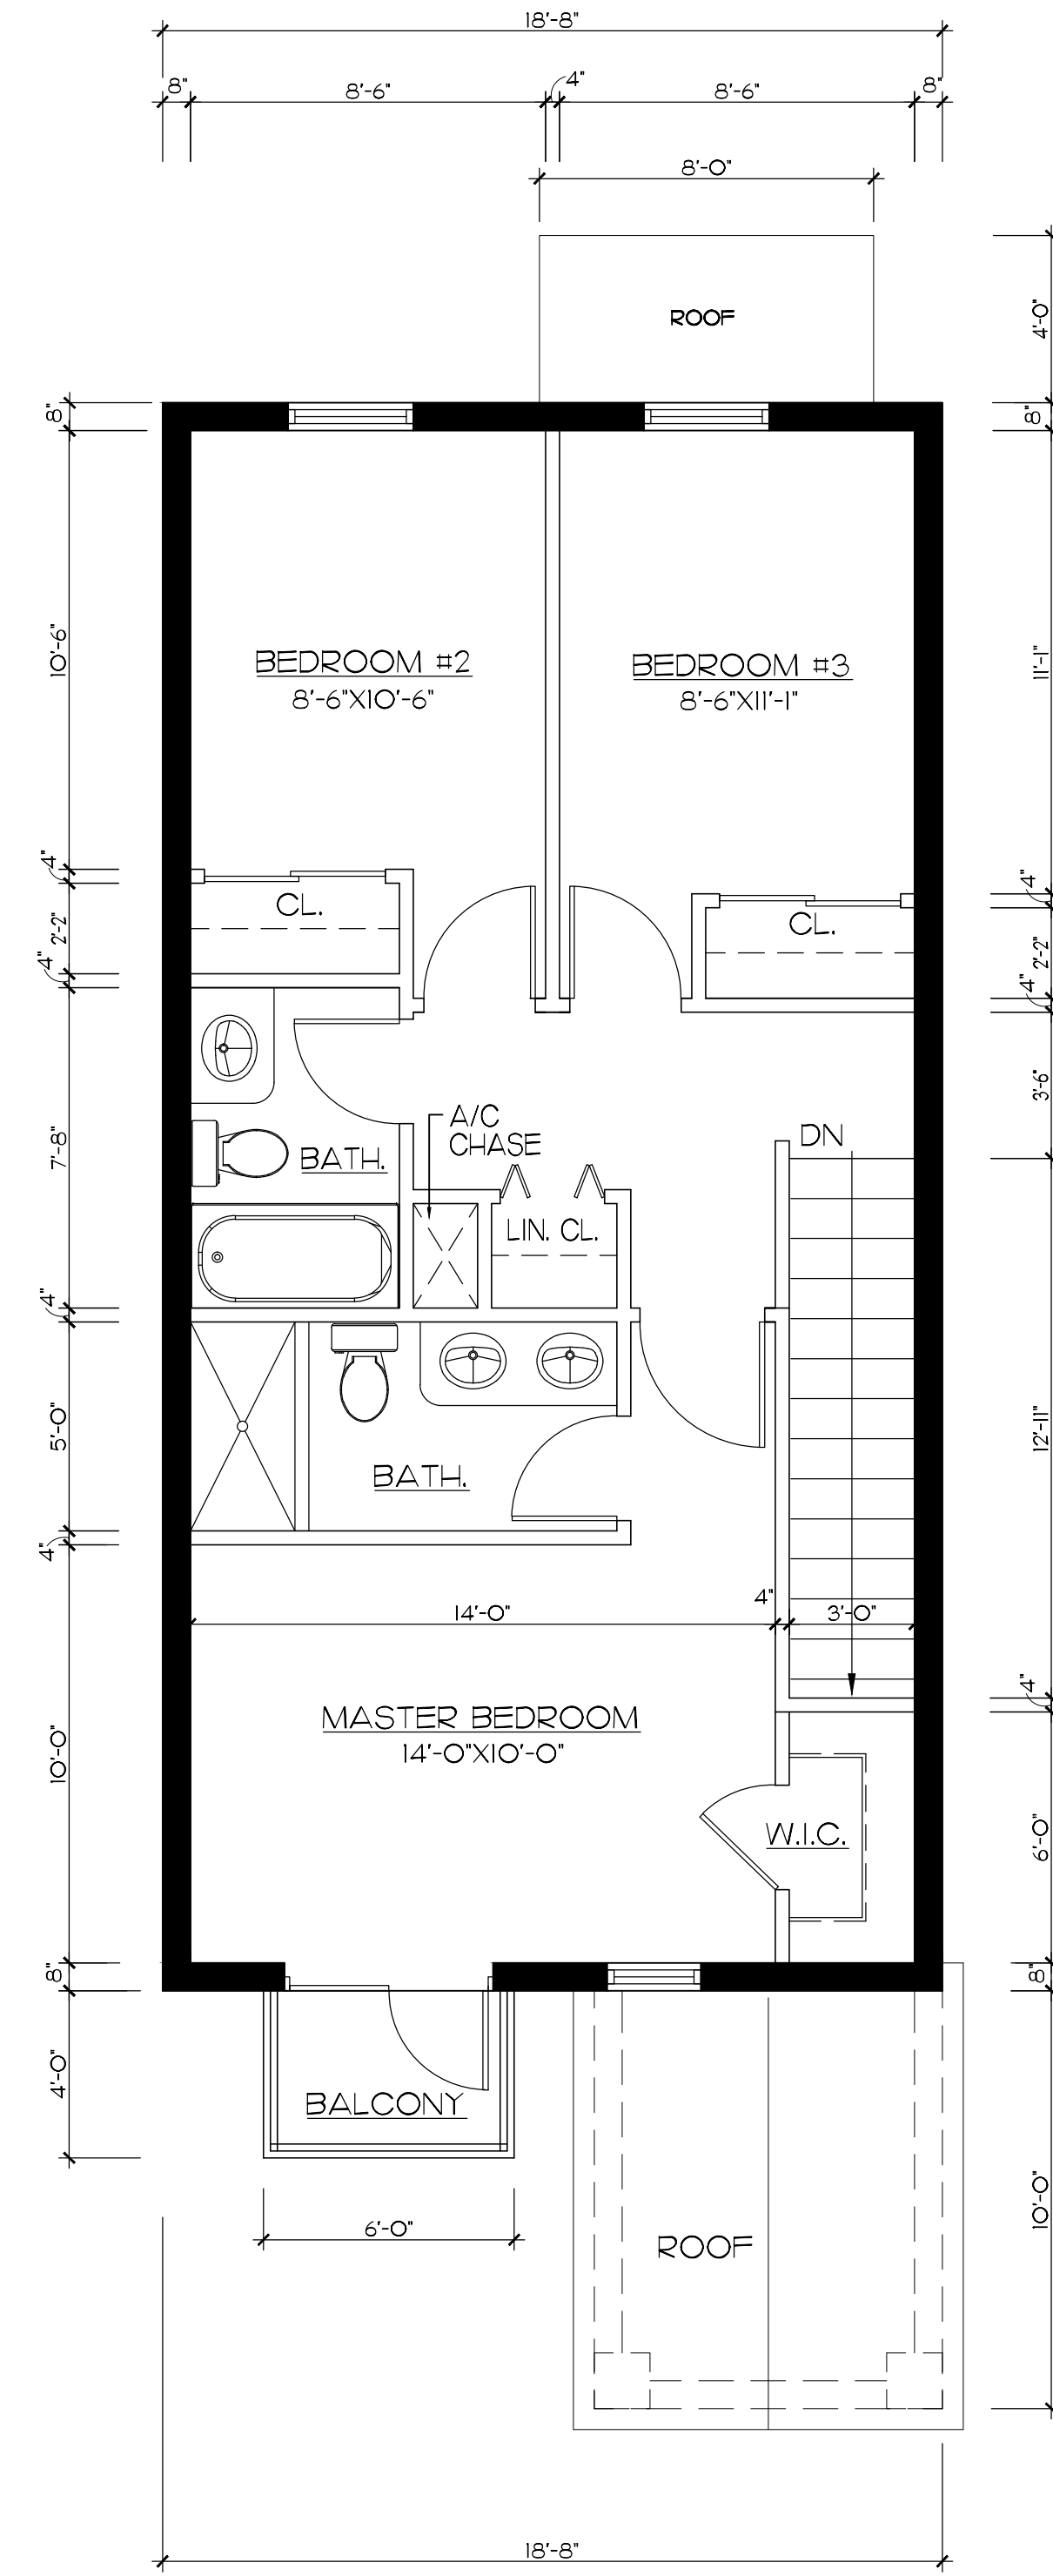 18'-8"
8"
8'-6"
4"
8'-6"
8"
8'-0"
ROOF
4'-0"
8"
8"
10'-6"
11'-1"
BEDROOM #2
8'-6"X10'-6"
BEDROOM #3
8'-6"X11'-1"
4"
4"
CL.
CL.
2'-2"
2'-2"
4"
4"
3'-6"
7'-8"
BATH.
A/C
CHASE
DN
LIN. CL.
4"
5'-0"
12'-11"
BATH.
4"
14'-0"
4"
3'-0"
4"
MASTER BEDROOM
14'-0"X10'-0"
10'-0"
W.I.C.
6'-0"
8"
8"
4'-0"
BALCONY
10'-0"
6'-0"
ROOF
18'-8"